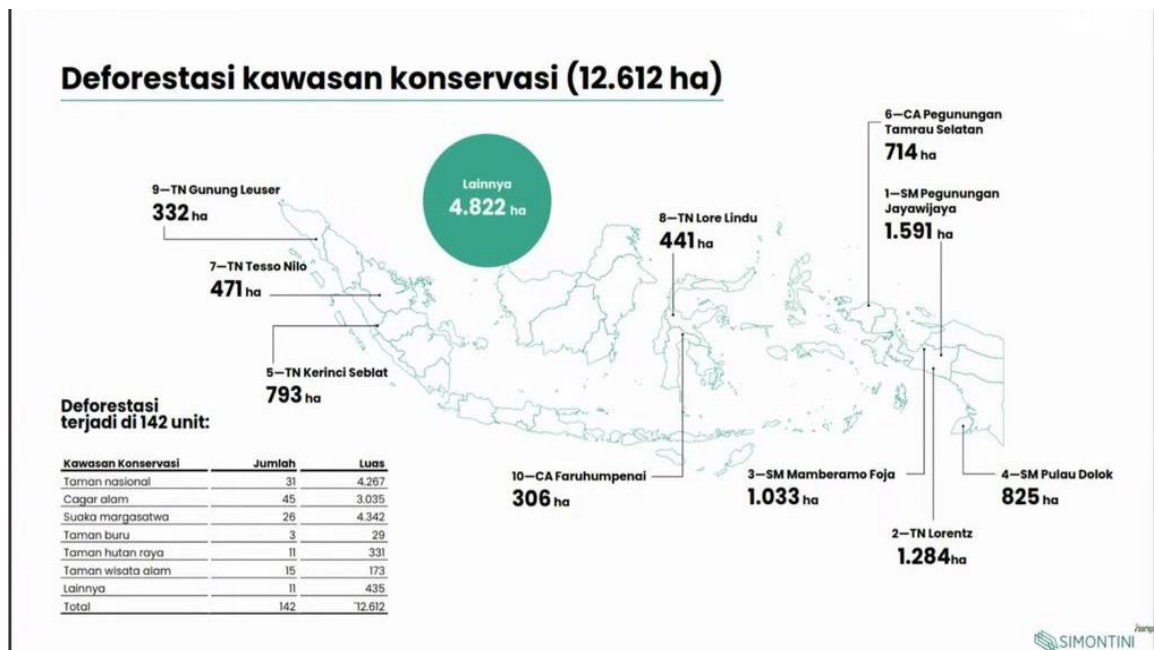 Deforestasi kawasan konservasi (12.612 ha)
6—CA Pegunungan
Tamrau Selatan
714 ha
9—TN Gunung Leuser
332 ha
Lainnya
4.822 ha
8—TN Lore Lindu
441 ha
1—SM Pegunungan
Jayawijaya
1.591 ha
7—TN Tesso Nilo
471 ha
5—TN Kerinci Seblat
793 ha
10—CA Faruhumpenai
306 ha
3—SM Mamberamo Foja
1.033 ha
4—SM Pulau Dolok
825 ha
2—TN Lorentz
1.284 ha
Deforestasi
terjadi di 142 unit:
Kawasan Konservasi Jumlah Luas
Taman nasional 31 4.267
Cagar alam 45 3.035
Suaka margasatwa 26 4.342
Taman buru 3 29
Taman hutan raya 11 331
Taman wisata alam 15 173
Lainnya 11 435
Total 142 12.612
SIMONTINI